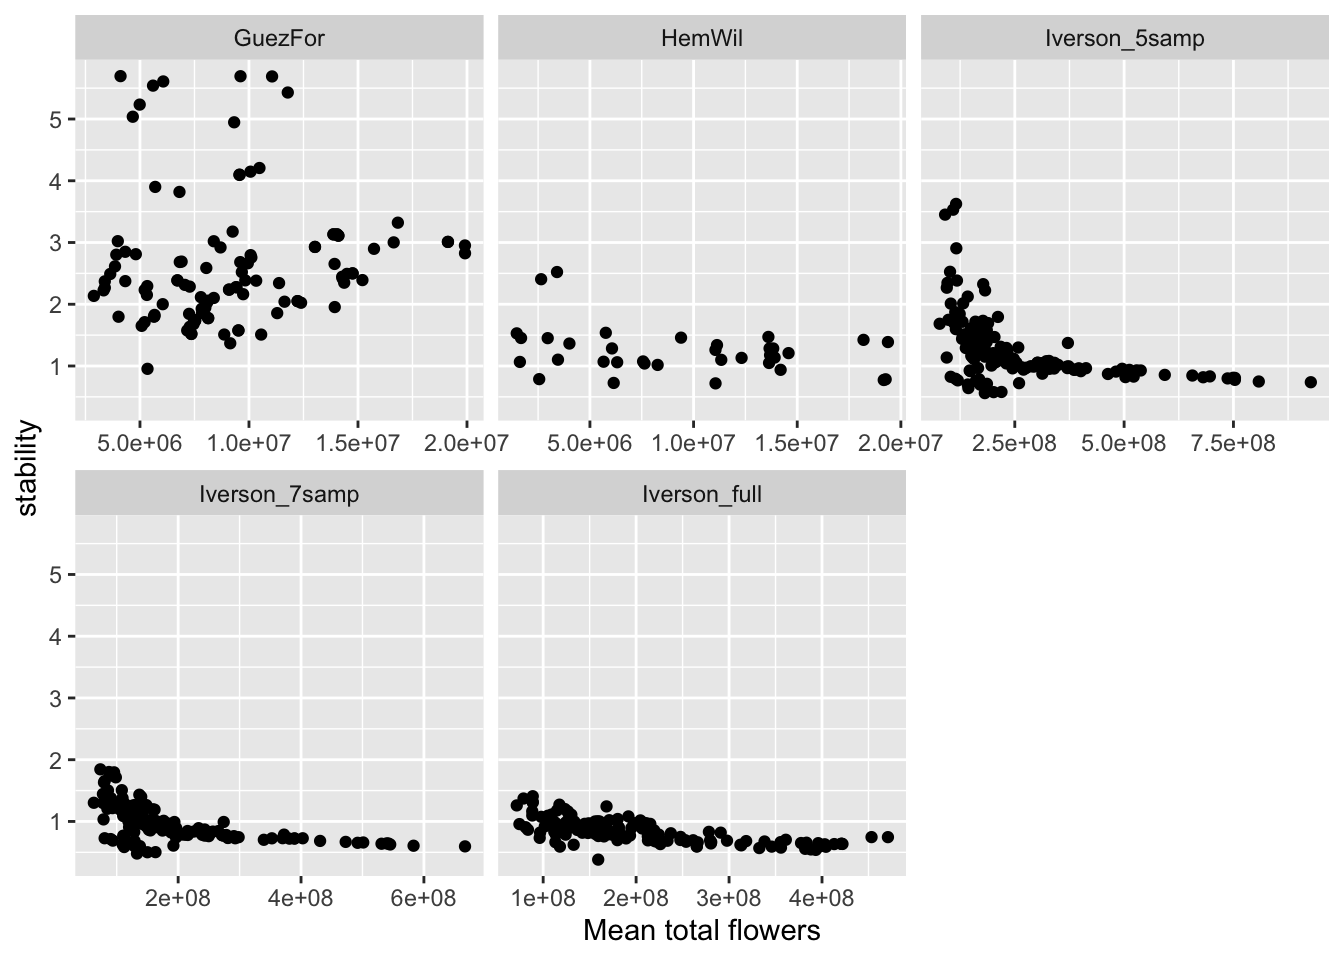 GuezFor
HemWil
Iverson_5samp
5
4
3
2
1
5.0e+06
1.0e+07
1.5e+07
2.0e+07
5.0e+06
1.0e+07
1.5e+07
2.0e+07
2.5e+08
5.0e+08
7.5e+08
stability
Iverson_7samp
Iverson_full
5
4
3
2
1
2e+08
4e+08
6e+08
1e+08
2e+08
3e+08
4e+08
Mean total flowers